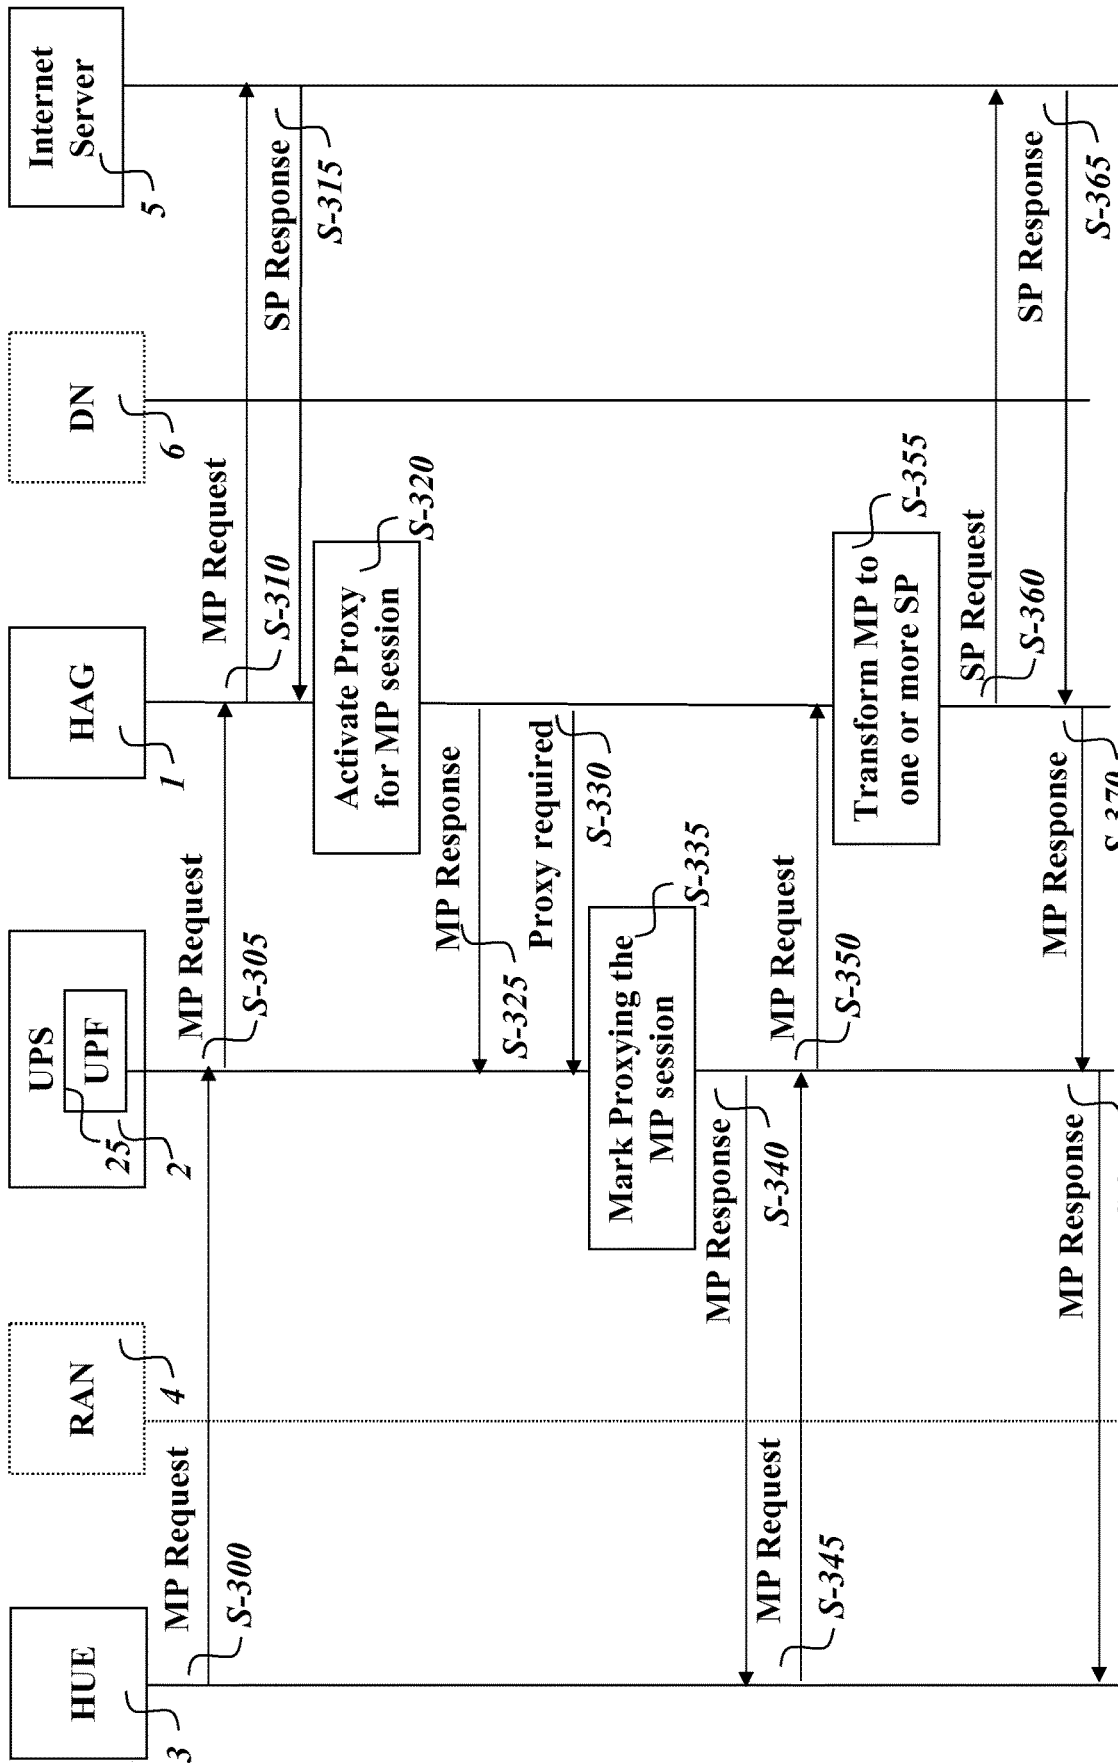 HUE
3
RAN
4
UPS
UPF
25
2
HAG
1
DN
6
Internet
Server
5
MP Request
S-300
MP Request
S-305
MP Request
S-310
SP Response
S-315
Activate Proxy
for MP session
S-320
MP Response
S-325
Proxy required
S-330
Mark Proxying the
MP session
S-335
MP Response
S-340
MP Request
S-345
MP Request
S-350
Transform MP to
one or more SP
S-355
SP Request
S-360
SP Response
S-365
MP Response
S-370
MP Response